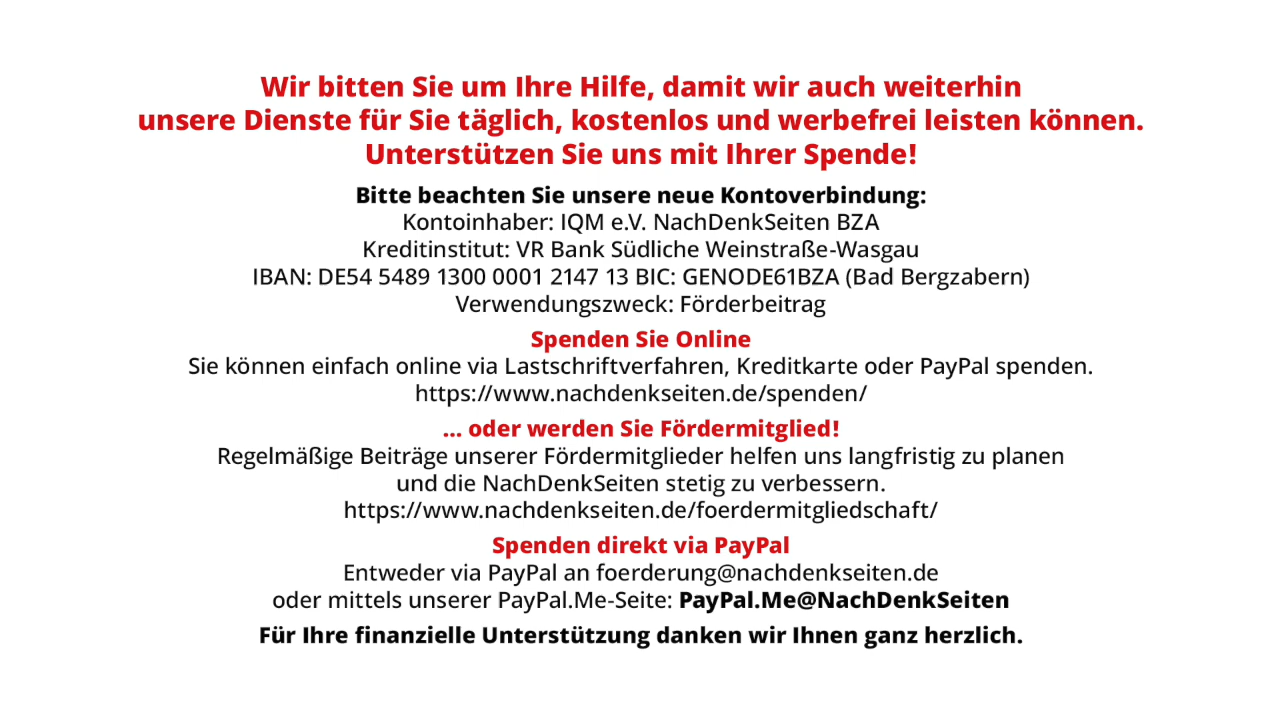 Wir bitten Sie um Ihre Hilfe, damit wir auch weiterhin
unsere Dienste für Sie täglich, kostenlos und werbefrei leisten können.
Unterstützen Sie uns mit Ihrer Spende!
Bitte beachten Sie unsere neue Kontoverbindung:
Kontoinhaber: IQM e.V. NachDenkSeiten BZA
Kreditinstitut: VR Bank Südliche Weinstraße-Wasgau
IBAN: DE54 5489 1300 0001 2147 13 BIC: GENODE61BZA (Bad Bergzabern)
Verwendungszweck: Förderbeitrag
Spenden Sie Online
Sie können einfach online via Lastschriftverfahren, Kreditkarte oder PayPal spenden.
https://www.nachdenkseiten.de/spenden/
... oder werden Sie Fördermitglied!
Regelmäßige Beiträge unserer Fördermitglieder helfen uns langfristig zu planen
und die NachDenkSeiten stetig zu verbessern.
https://www.nachdenkseiten.de/foerdermitgliedschaft/
Spenden direkt via PayPal
Entweder via PayPal an foerderung@nachdenkseiten.de
oder mittels unserer PayPal.Me-Seite: PayPal.Me@NachDenkSeiten
Für Ihre finanzielle Unterstützung danken wir Ihnen ganz herzlich.